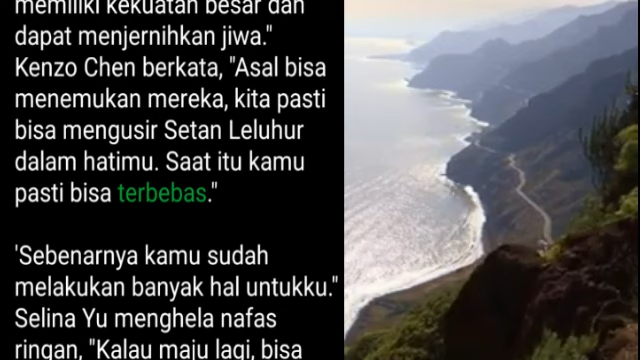 memiliki kekuatan besar dan
dapat menjernihkan jiwa."
Kenzo Chen berkata, "Asal bisa
menemukan mereka, kita pasti
bisa mengusir Setan Leluhur
dalam hatimu. Saat itu kamu
pasti bisa terbebas."
'Sebenarnya kamu sudah
melakukan banyak hal untukku."
Selina Yu menghela nafas
ringan, "Kalau maju lagi, bisa